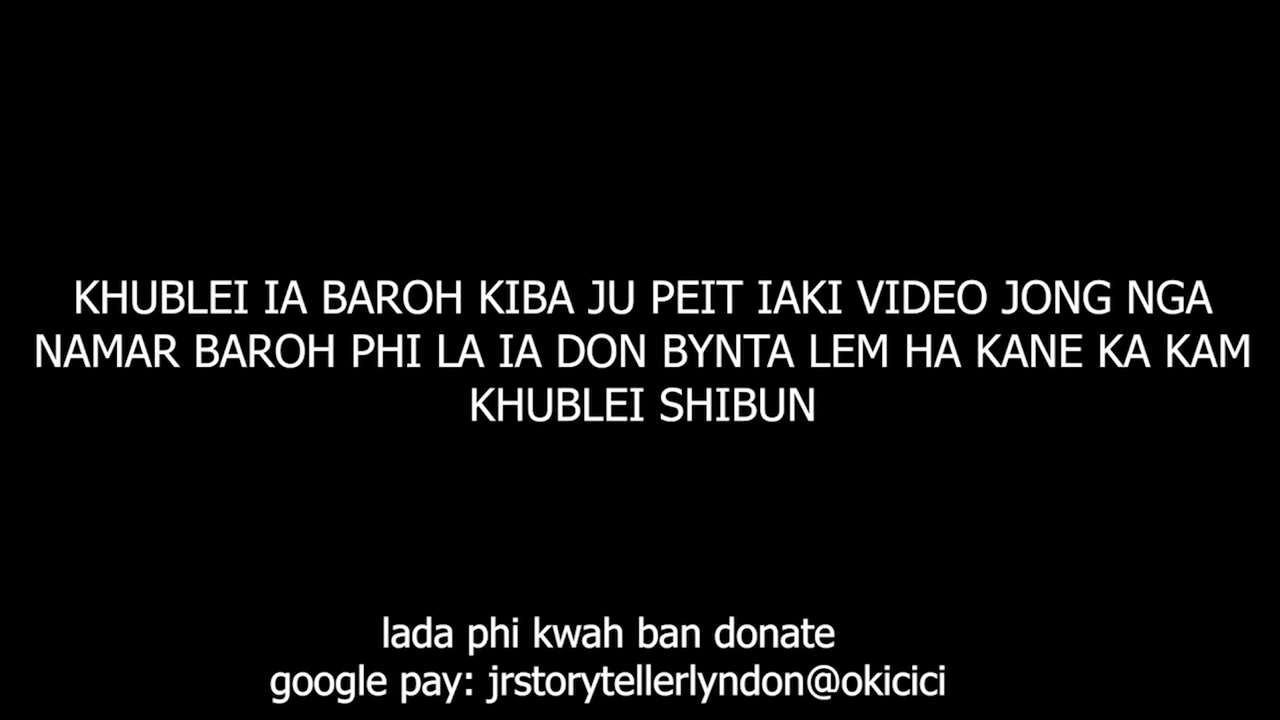 KHUBLEI IA BAROH KIBA JU PEIT IAKI VIDEO JONG NGA
NAMAR BAROH PHI LA IA DON BYNTA LEM HA KANE KA KAM
KHUBLEI SHIBUN
lada phi kwah ban donate
google pay: jrstorytellerlyndon@okicici